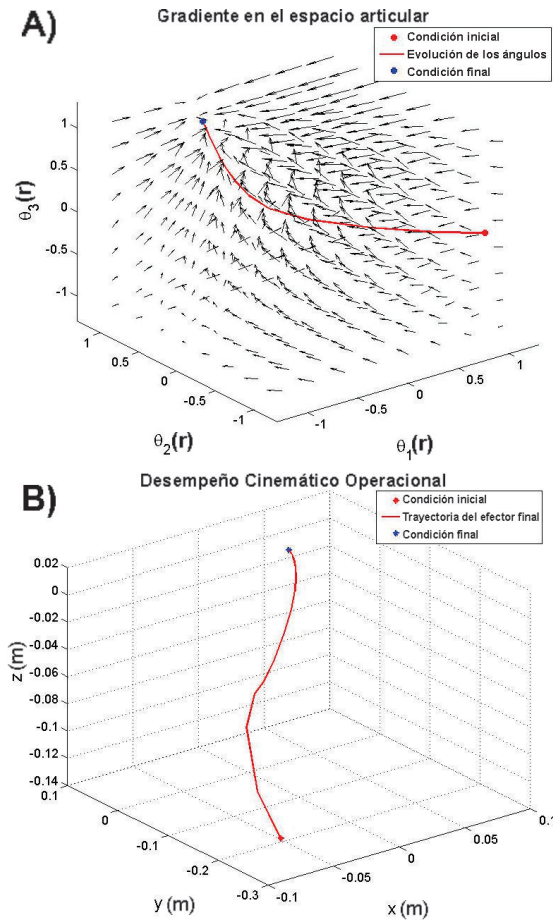 A)
Gradiente en el espacio articular
Condición inicial
Evolución de los ángulos
Condición final
1
0.5
0
-0.5
-1
θ3(r)
1
0.5
0
-0.5
-1
θ2(r)
-1
-0.5
0
0.5
1
θ1(r)
B)
Desempeño Cinemático Operacional
Condición inicial
Trayectoria del efector final
Condición final
0.02
0
-0.02
-0.04
-0.06
-0.08
-0.1
-0.12
-0.14
z (m)
0.1
0
-0.1
-0.2
-0.3
y (m)
-0.1
-0.05
0
0.05
0.1
x (m)